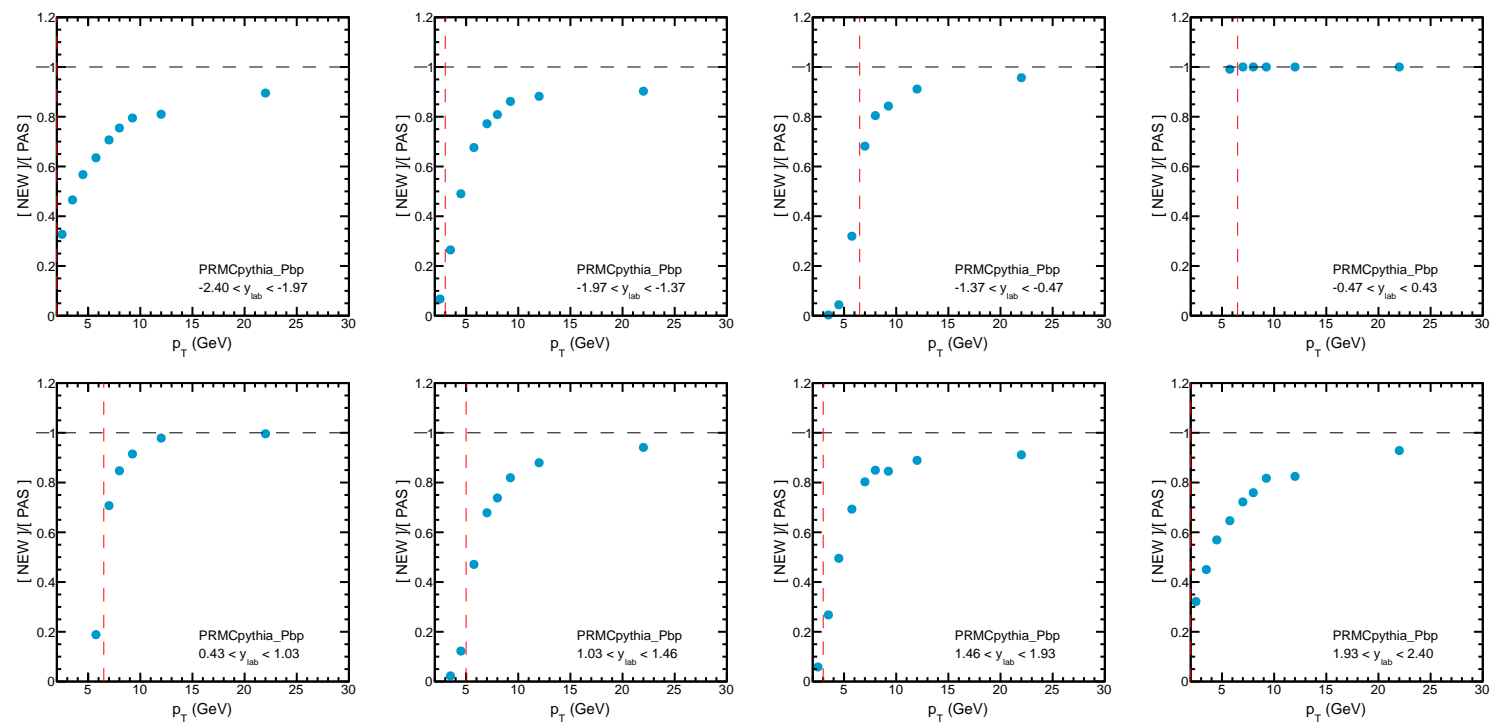 [ NEW ]/[ PAS ]
1.2
1
0.8
0.6
0.4
0.2
0
PRMCpythia_Pbp
-2.40 < y_lab < -1.97
5 10 15 20 25 30
p_T (GeV)
[ NEW ]/[ PAS ]
1.2
1
0.8
0.6
0.4
0.2
0
PRMCpythia_Pbp
-1.97 < y_lab < -1.37
5 10 15 20 25 30
p_T (GeV)
[ NEW ]/[ PAS ]
1.2
1
0.8
0.6
0.4
0.2
0
PRMCpythia_Pbp
-1.37 < y_lab < -0.47
5 10 15 20 25 30
p_T (GeV)
[ NEW ]/[ PAS ]
1.2
1
0.8
0.6
0.4
0.2
0
PRMCpythia_Pbp
-0.47 < y_lab < 0.43
5 10 15 20 25 30
p_T (GeV)
[ NEW ]/[ PAS ]
1.2
1
0.8
0.6
0.4
0.2
0
PRMCpythia_Pbp
0.43 < y_lab < 1.03
5 10 15 20 25 30
p_T (GeV)
[ NEW ]/[ PAS ]
1.2
1
0.8
0.6
0.4
0.2
0
PRMCpythia_Pbp
1.03 < y_lab < 1.46
5 10 15 20 25 30
p_T (GeV)
[ NEW ]/[ PAS ]
1.2
1
0.8
0.6
0.4
0.2
0
PRMCpythia_Pbp
1.46 < y_lab < 1.93
5 10 15 20 25 30
p_T (GeV)
[ NEW ]/[ PAS ]
1.2
1
0.8
0.6
0.4
0.2
0
PRMCpythia_Pbp
1.93 < y_lab < 2.40
5 10 15 20 25 30
p_T (GeV)